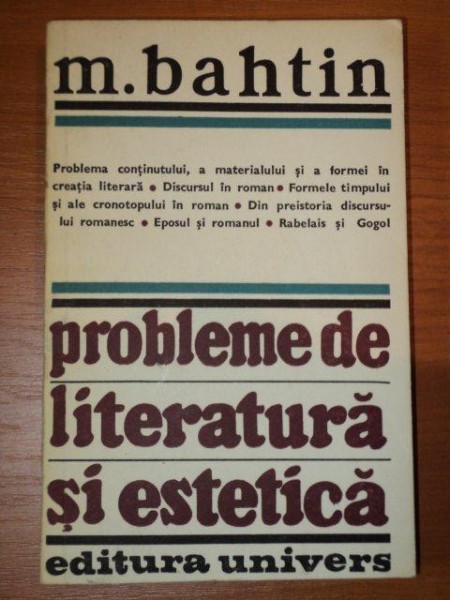 m.bahtin
Problema conținutului, a materialului și a formei în
creația literară • Discursul în roman • Formele timpului
și ale cronotopului în roman • Din preistoria discursu-
lui romanesc • Eposul și romanul • Rabelais și Gogol
probleme de
literatură
și estetică
editura univers